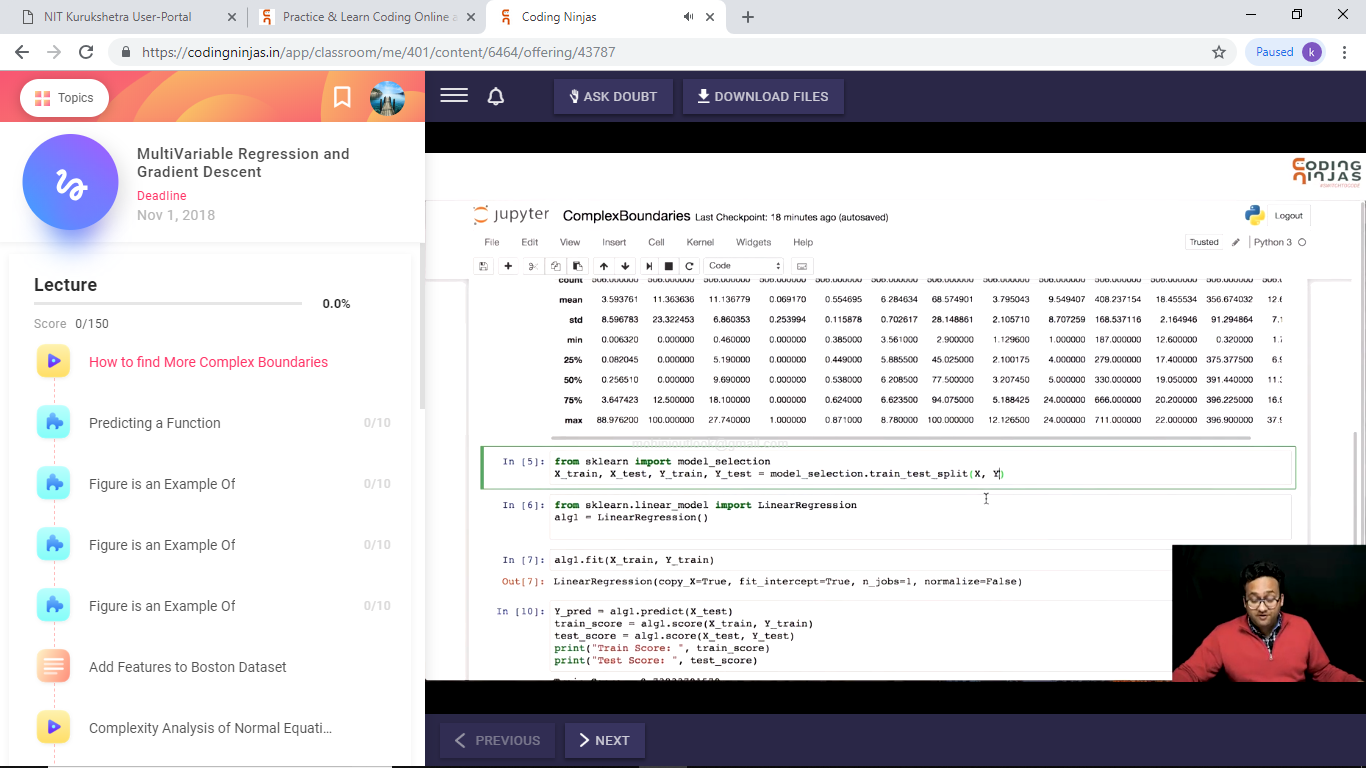 NIT Kurukshetra User-Portal
Practice & Learn Coding Online a
Coding Ninjas
https://codingninjas.in/app/classroom/me/401/content/6464/offering/43787
Paused k
Topics
ASK DOUBT
DOWNLOAD FILES
MultiVariable Regression and
Gradient Descent
Deadline
Nov 1, 2018
Lecture
0.0%
Score 0/150
How to find More Complex Boundaries
Predicting a Function 0/10
Figure is an Example Of 0/10
Figure is an Example Of 0/10
Figure is an Example Of 0/10
Add Features to Boston Dataset
Complexity Analysis of Normal Equati...
CODING
NINJAS
jupyter ComplexBoundaries Last Checkpoint: 18 minutes ago (autosaved)
Logout
File Edit View Insert Cell Kernel Widgets Help
Trusted Python 3
Code
count 506.000000 506.000000 506.000000 506.000000 506.000000 506.000000 506.000000 506.000000 506.000000 506.000000 506.000000 506.000000 506.0
mean 3.593761 11.363636 11.136779 0.069170 0.554695 6.284634 68.574901 3.795043 9.549407 408.237154 18.455534 356.674032 12.6
std 8.596783 23.322453 6.860353 0.253994 0.115878 0.702617 28.148861 2.105710 8.707259 168.537116 2.164946 91.294864 7.1
min 0.006320 0.000000 0.460000 0.000000 0.385000 3.561000 2.900000 1.129600 1.000000 187.000000 12.600000 0.320000 1.7
25% 0.082045 0.000000 5.190000 0.000000 0.449000 5.885500 45.025000 2.100175 4.000000 279.000000 17.400000 375.377500 6.9
50% 0.256510 0.000000 9.690000 0.000000 0.538000 6.208500 77.500000 3.207450 5.000000 330.000000 19.050000 391.440000 11.3
75% 3.647423 12.500000 18.100000 0.000000 0.624000 6.623500 94.075000 5.188425 24.000000 666.000000 20.200000 396.225000 16.9
max 88.976200 100.000000 27.740000 1.000000 0.871000 8.780000 100.000000 12.126500 24.000000 711.000000 22.000000 396.900000 37.9
In [5]: from sklearn import model_selection
X_train, X_test, Y_train, Y_test = model_selection.train_test_split(X, Y)
In [6]: from sklearn.linear_model import LinearRegression
alg1 = LinearRegression()
In [7]: alg1.fit(X_train, Y_train)
Out[7]: LinearRegression(copy_X=True, fit_intercept=True, n_jobs=1, normalize=False)
In [10]: Y_pred = alg1.predict(X_test)
train_score = alg1.score(X_train, Y_train)
test_score = alg1.score(X_test, Y_test)
print("Train Score: ", train_score)
print("Test Score: ", test_score)
PREVIOUS
NEXT